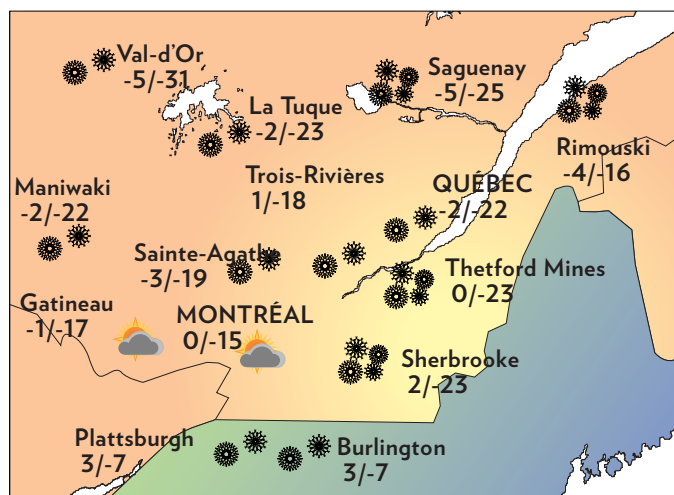 Val-d'Or
-5/-31
Saguenay
-5/-25
La Tuque
-2/-23
Rimouski
-4/-16
Trois-Rivières
1/-18
Maniwaki
-2/-22
QUÉBEC
-2/-22
Sainte-Agathe
-3/-19
Thetford Mines
0/-23
Gatineau
-1/-17
MONTRÉAL
0/-15
Sherbrooke
2/-23
Plattsburgh
3/-7
Burlington
3/-7